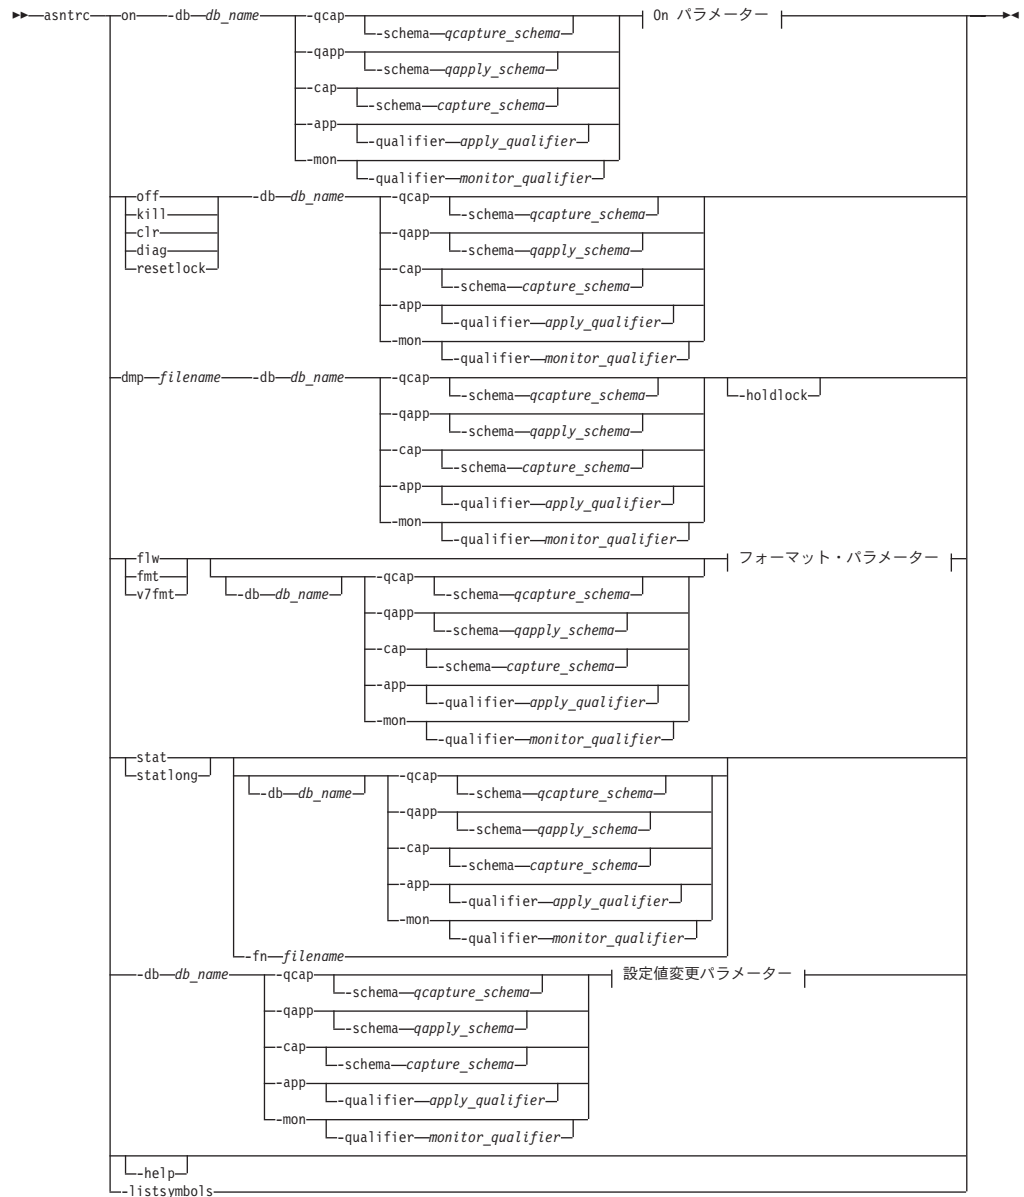 asntrc on -db db_name -qcap On パラメーター
-schema qcapture_schema
-qapp
-schema qapply_schema
-cap
-schema capture_schema
-app
-qualifier apply_qualifier
-mon
-qualifier monitor_qualifier
off -db db_name -qcap
kill -schema qcapture_schema
clr -qapp
diag -schema qapply_schema
resetlock -cap
-schema capture_schema
-app
-qualifier apply_qualifier
-mon
-qualifier monitor_qualifier
dmp filename -db db_name -qcap
-schema qcapture_schema -holdlock
-qapp
-schema qapply_schema
-cap
-schema capture_schema
-app
-qualifier apply_qualifier
-mon
-qualifier monitor_qualifier
flw フォーマット・パラメーター
fmt -qcap
v7fmt -db db_name -schema qcapture_schema
-qapp
-schema qapply_schema
-cap
-schema capture_schema
-app
-qualifier apply_qualifier
-mon
-qualifier monitor_qualifier
stat
statlong -qcap
-db db_name -schema qcapture_schema
-qapp
-schema qapply_schema
-cap
-schema capture_schema
-app
-qualifier apply_qualifier
-mon
-qualifier monitor_qualifier
-fn filename
-db db_name -qcap 設定値変更パラメーター
-schema qcapture_schema
-qapp
-schema qapply_schema
-cap
-schema capture_schema
-app
-qualifier apply_qualifier
-mon
-qualifier monitor_qualifier
-help
-listsymbols